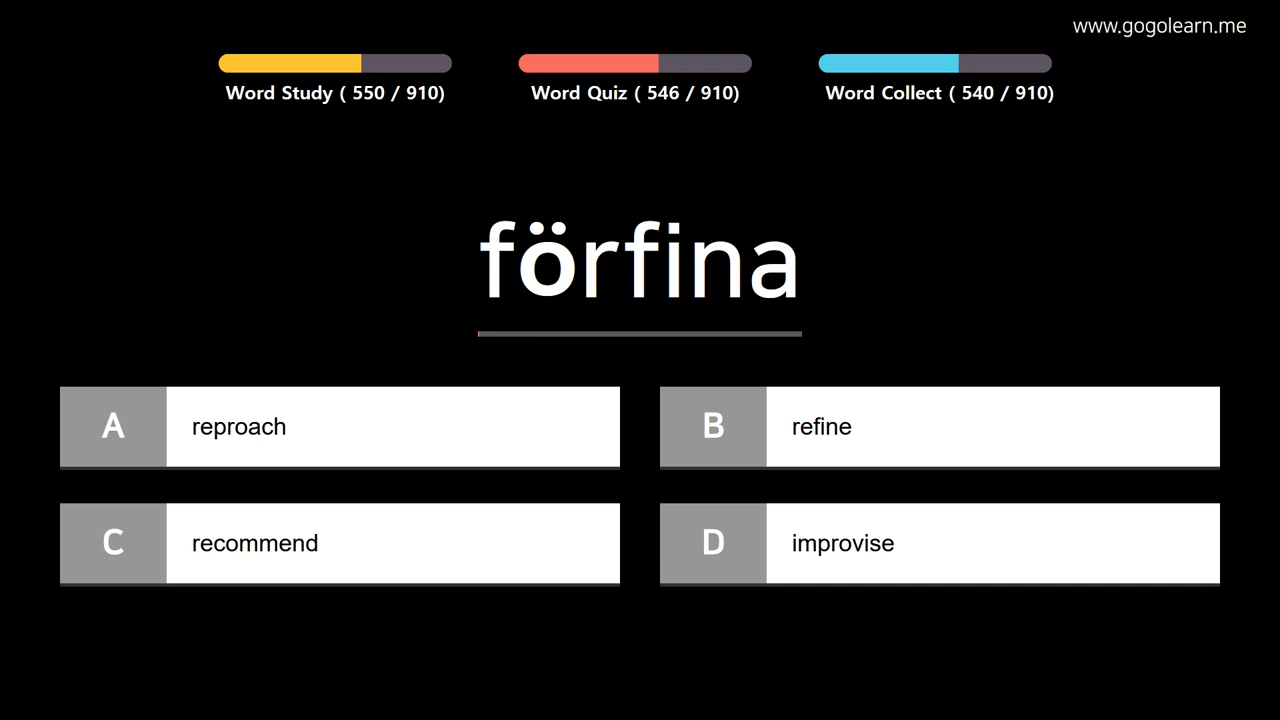 www.gogolearn.me
Word Study ( 550 / 910)
Word Quiz ( 546 / 910)
Word Collect ( 540 / 910)
förfina
A reproach
B refine
C recommend
D improvise